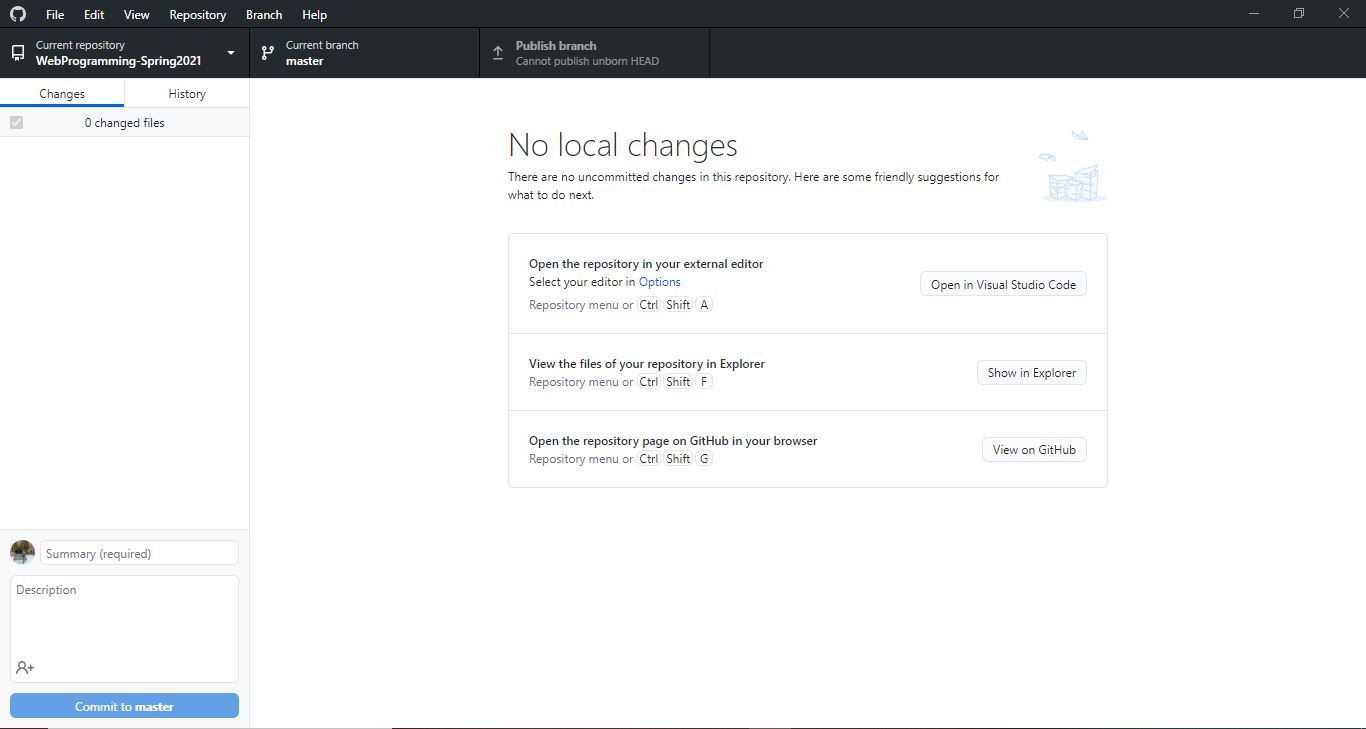 File Edit View Repository Branch Help
Current repository
WebProgramming-Spring2021
Current branch
master
Publish branch
Cannot publish unborn HEAD
Changes
History
0 changed files
No local changes
There are no uncommitted changes in this repository. Here are some friendly suggestions for
what to do next.
Open the repository in your external editor
Select your editor in Options
Repository menu or Ctrl Shift A
Open in Visual Studio Code
View the files of your repository in Explorer
Repository menu or Ctrl Shift F
Show in Explorer
Open the repository page on GitHub in your browser
Repository menu or Ctrl Shift G
View on GitHub
Summary (required)
Description
Commit to master